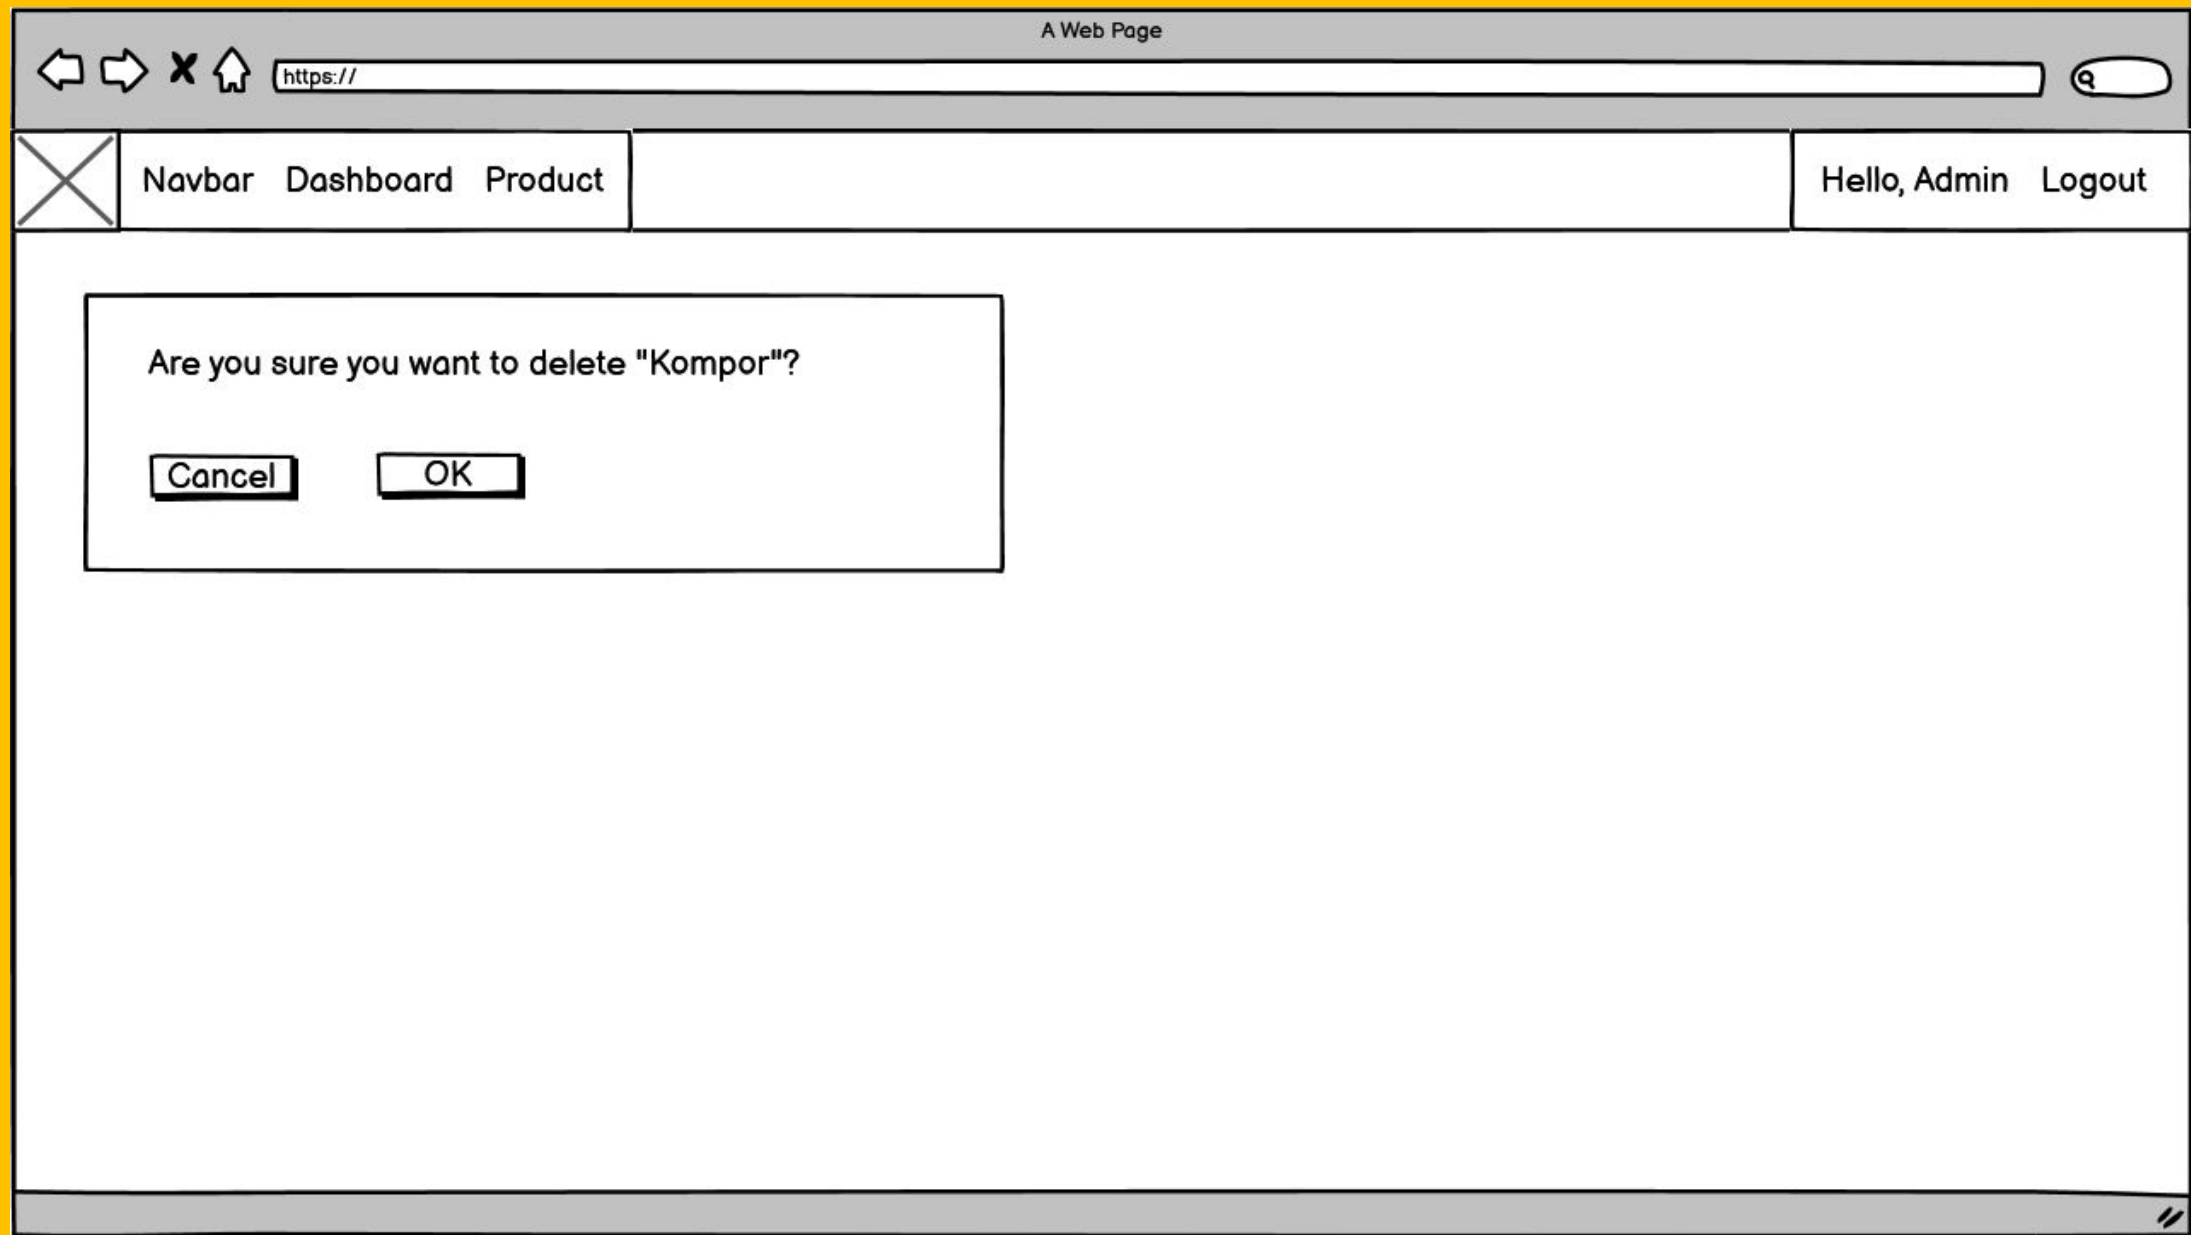 A Web Page
https://
Navbar Dashboard Product Hello, Admin Logout
Are you sure you want to delete "Kompor"?
Cancel OK